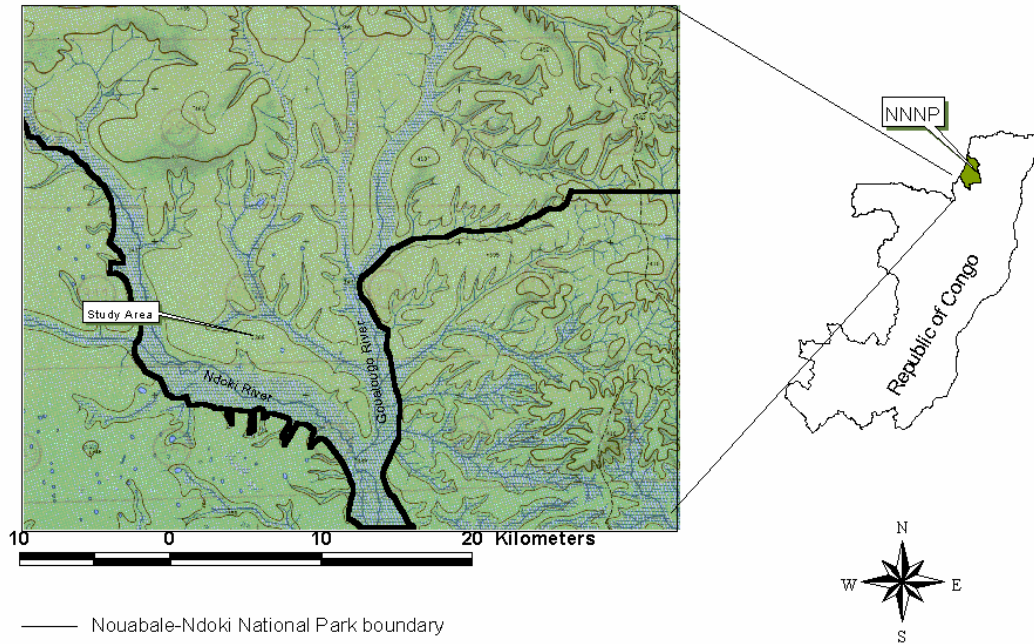 NNNP
Republic of Congo
Study Area
Ndoki River
Goualougo River
10 0 10 20 Kilometers
N
W E
S
Nouabale-Ndoki National Park boundary